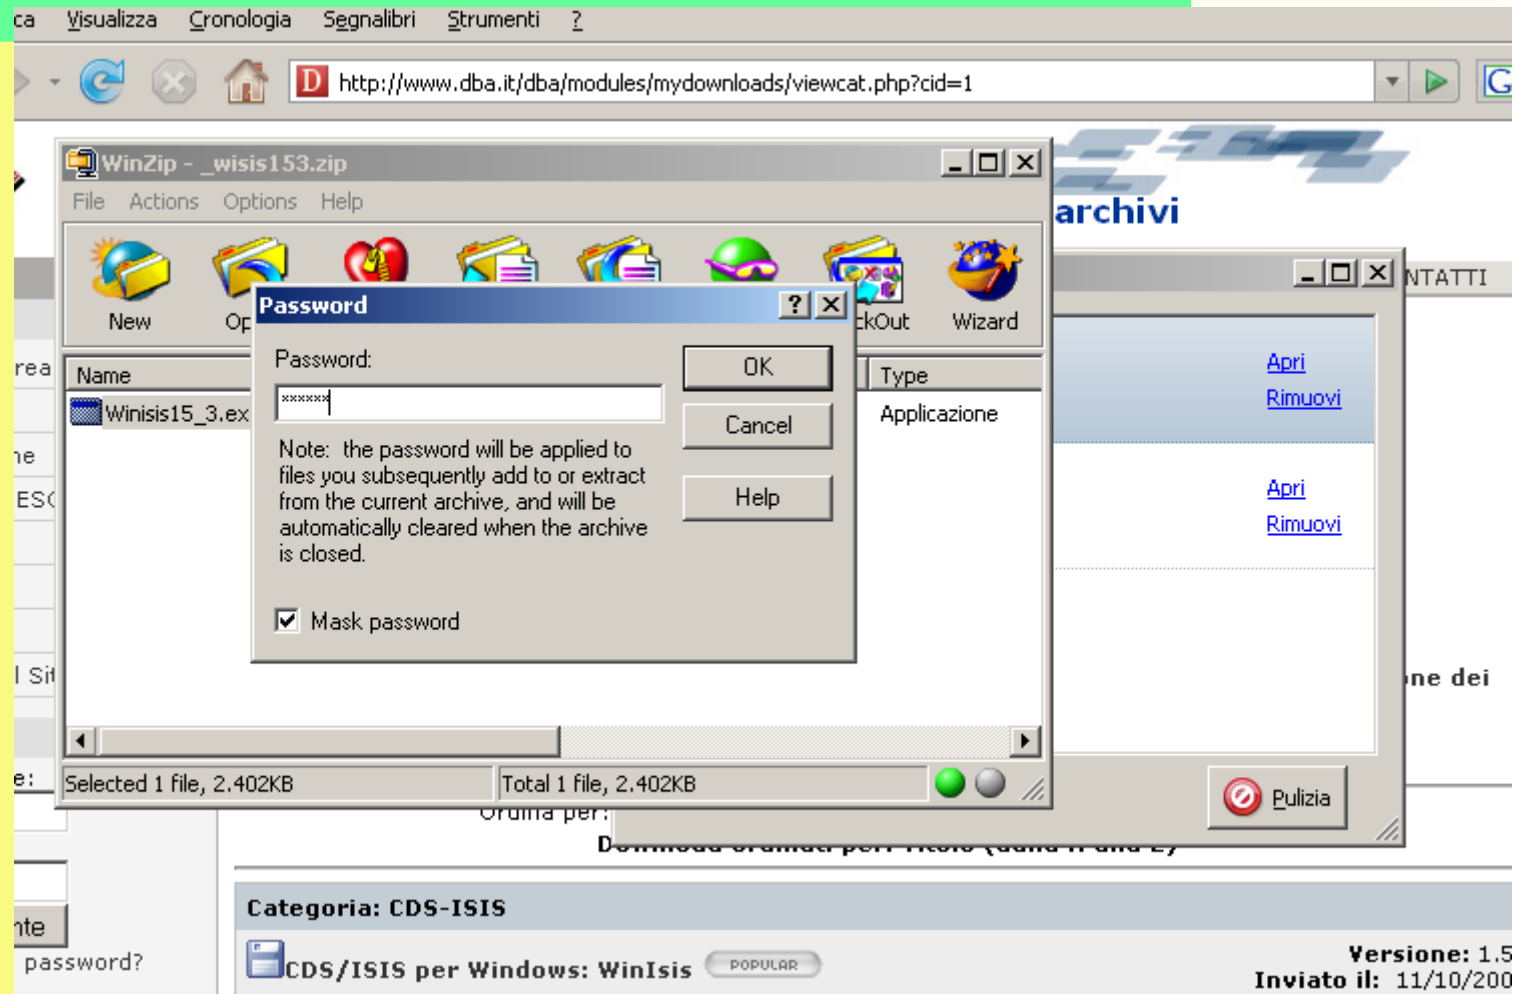 Visualizza Cronologia Segnalibri Strumenti ?
http://www.dba.it/dba/modules/mydownloads/viewcat.php?cid=1
WinZip - _wisis153.zip
File Actions Options Help
archivi
New Wizard
Password
Password:
OK
******
Cancel
Note: the password will be applied to
files you subsequently add to or extract
from the current archive, and will be
automatically cleared when the archive
is closed.
Help
Mask password
Name Type
Winisis15_3.ex Applicazione
Apri
Rimuovi
Apri
Rimuovi
Selected 1 file, 2.402KB Total 1 file, 2.402KB
Pulizia
Ordina per:
Categoria: CDS-ISIS
password?
CDS/ISIS per Windows: WinIsis POPULAR
Versione: 1.5
Inviato il: 11/10/200